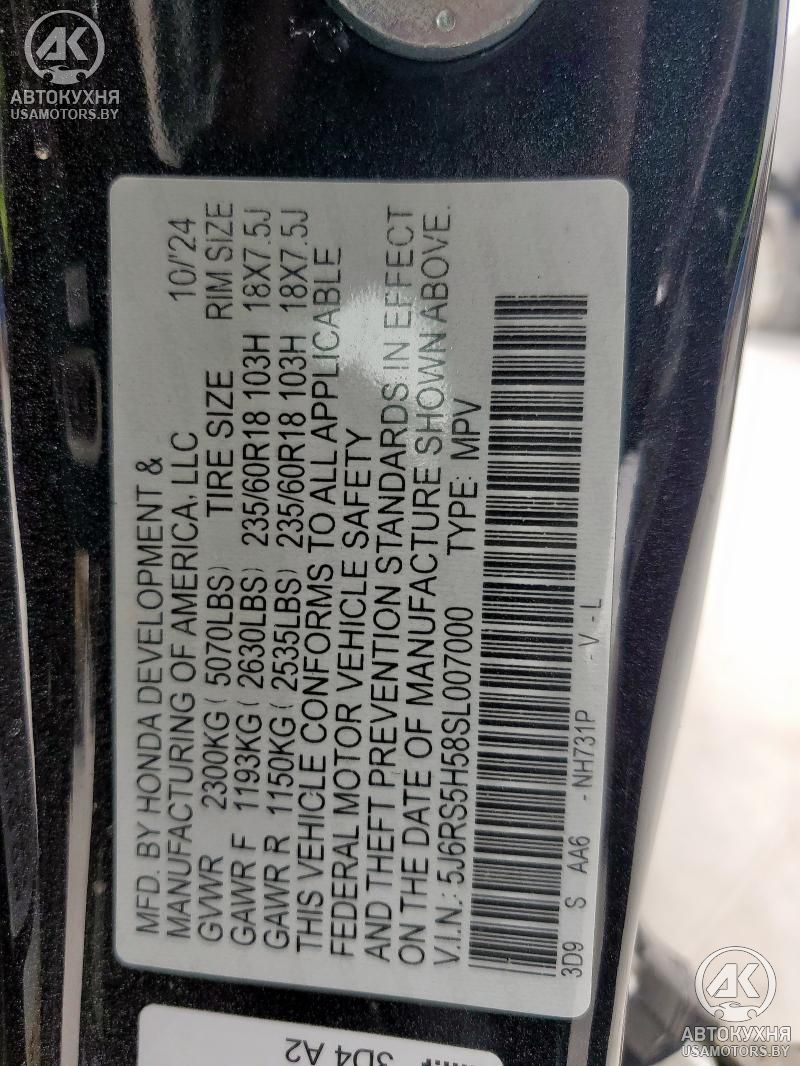 AK
АВТОКУХНЯ
USAMOTORS.BY
MFD. BY HONDA DEVELOPMENT &
MANUFACTURING OF AMERICA, LLC 10/'24
GVWR 2300KG ( 5070LBS) TIRE SIZE RIM SIZE
GAWR F 1193KG ( 2630LBS) 235/60R18 103H 18X7.5J
GAWR R 1150KG ( 2535LBS) 235/60R18 103H 18X7.5J
THIS VEHICLE CONFORMS TO ALL APPLICABLE
FEDERAL MOTOR VEHICLE SAFETY
AND THEFT PREVENTION STANDARDS IN EFFECT
ON THE DATE OF MANUFACTURE SHOWN ABOVE.
V.I.N.: 5J6RS5H58SL007000 TYPE: MPV
3D9 S AA6 - NH731P - V - L
3D4 A2
AK
АВТОКУХНЯ
USAMOTORS.BY